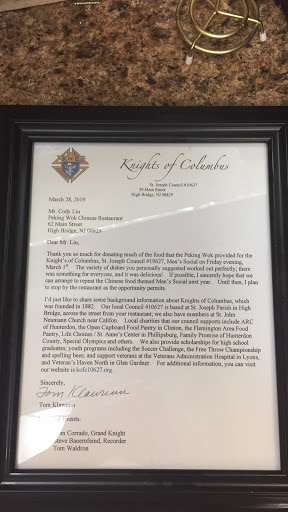 Knights of Columbus
St. Joseph Council #10627
59 Main Street
High Bridge, NJ 08829
March 28, 2019
Mr. Cody Liu
Peking Wok Chinese Restaurant
62 Main Street
High Bridge, NJ 08829
Dear Mr. Liu,
Thank you so much for donating much of the food that the Peking Wok provided for the
Knight's of Columbus, St. Joseph Council #10627, Men's Social on Friday evening,
March 1st. The variety of dishes you personally suggested worked out perfectly, there
was something for everyone, and it was delicious! If possible, I sincerely hope that we
can arrange to repeat the Chinese food themed Men's Social next year. Until then, I plan
to stop by the restaurant as the opportunity permits.
I'd just like to share some background information about Knights of Columbus, which
was founded in 1882. Our local Council #10627 is based at St. Joseph Parish in High
Bridge, across the street from your restaurant; we also have members at St. John
Neumann Church near Califon. Local charities that our council supports include ARC
of Hunterdon, the Open Cupboard Food Pantry in Clinton, the Flemington Area Food
Pantry, Life Choices / St. Anne's Center in Phillipsburg, Family Promise of Hunterdon
County, Special Olympics and others. We also provide scholarships for high school
graduates; youth programs including the Soccer Challenge, the Free Throw Championship
and spelling bees; and support veterans at the Veterans Administration Hospital in Lyons,
and Veteran's Haven North in Glen Gardner. For additional information, you can visit
our website in kofc10627.org.
Sincerely,
Tom Klawunn
Tom Klawunn
Events:
Corrado, Grand Knight
Steve Bauernfeind, Recorder
Tom Waldron